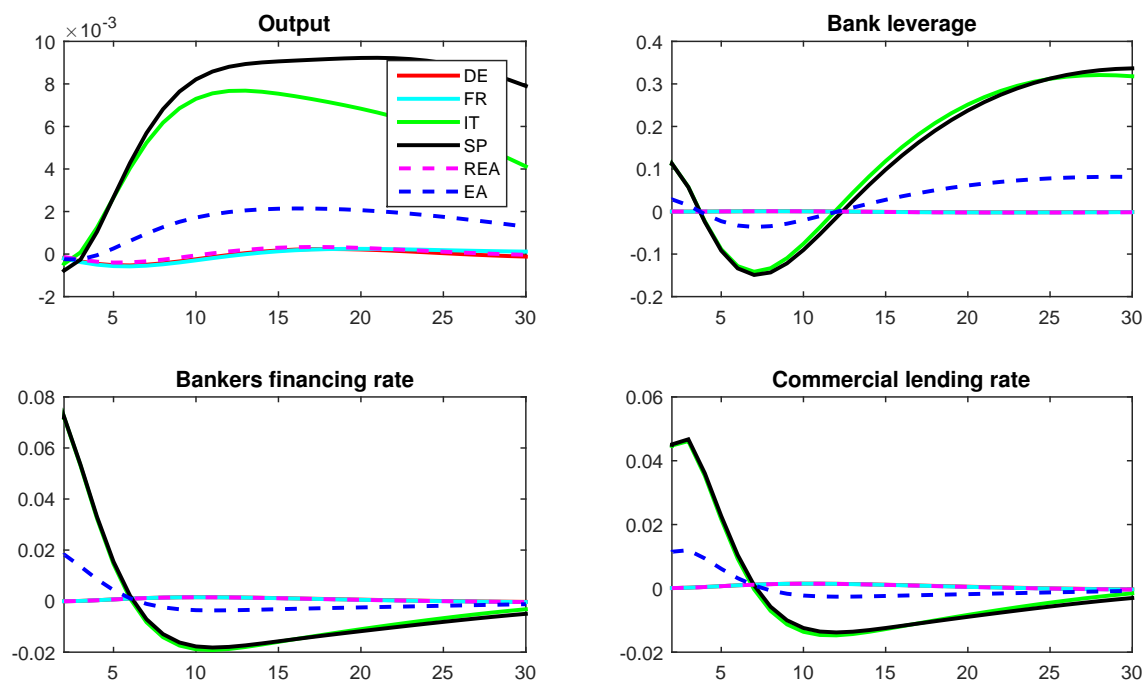 Output
×10⁻³
10
8
6
4
2
0
-2
5 10 15 20 25 30
DE
FR
IT
SP
REA
EA
Bank leverage
0.4
0.3
0.2
0.1
0
-0.1
-0.2
5 10 15 20 25 30
Bankers financing rate
0.08
0.06
0.04
0.02
0
-0.02
5 10 15 20 25 30
Commercial lending rate
0.06
0.04
0.02
0
-0.02
5 10 15 20 25 30